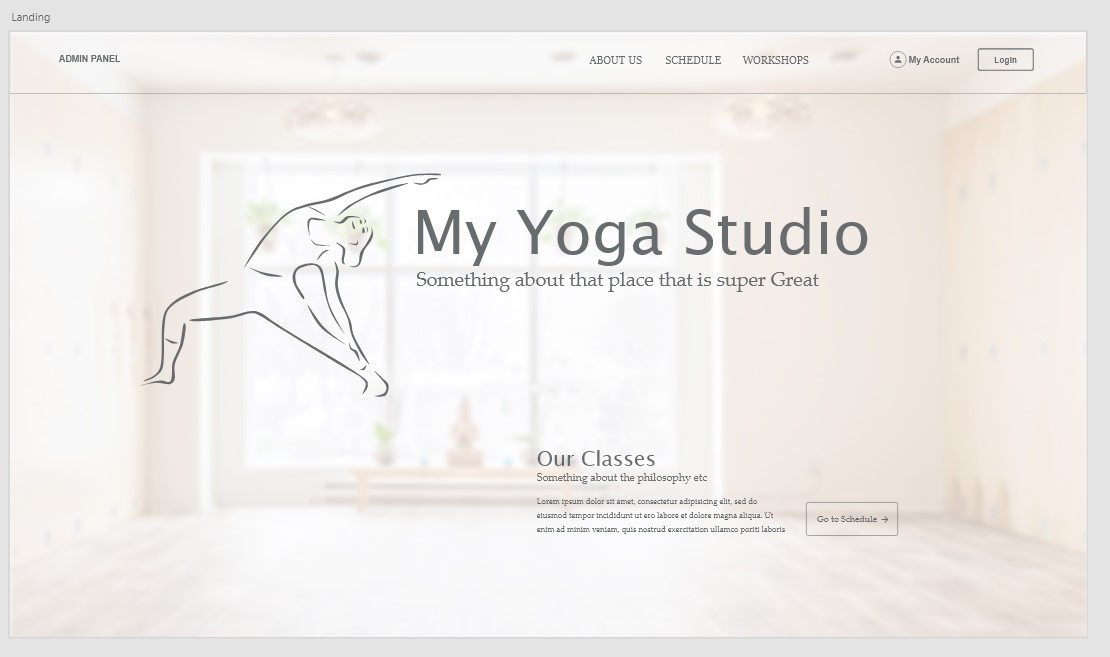 Landing
ADMIN PANEL
ABOUT US
SCHEDULE
WORKSHOPS
My Account
Login
My Yoga Studio
Something about that place that is super Great
Our Classes
Something about the philosophy etc
Lorem ipsum dolor sit amet, consectetur adipisicing elit, sed do
eiusmod tempor incididunt ut ero labore et dolore magna aliqua. Ut
enim ad minim veniam, quis nostrud exercitation ullamco poriti laboris
Go to Schedule →